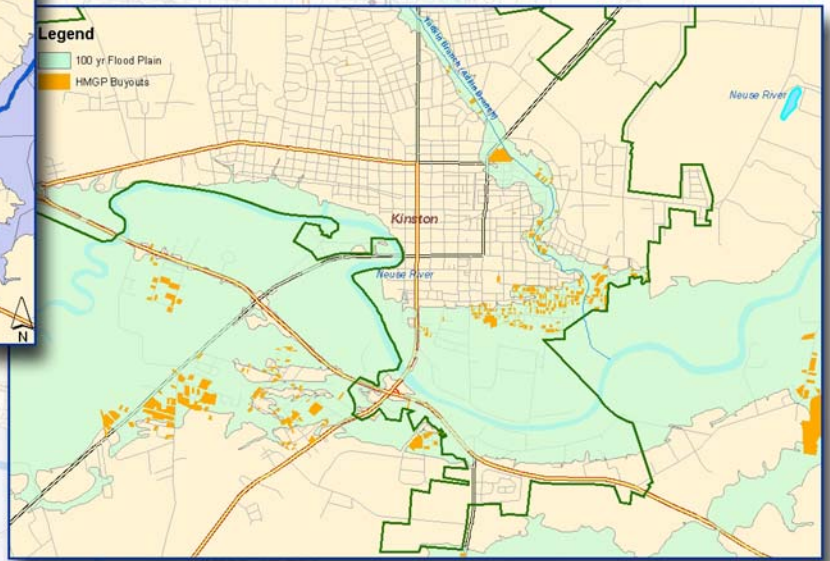 Legend
100 yr Flood Plain
HMGP Buyouts
Neuse River
Kinston
Neuse River
N